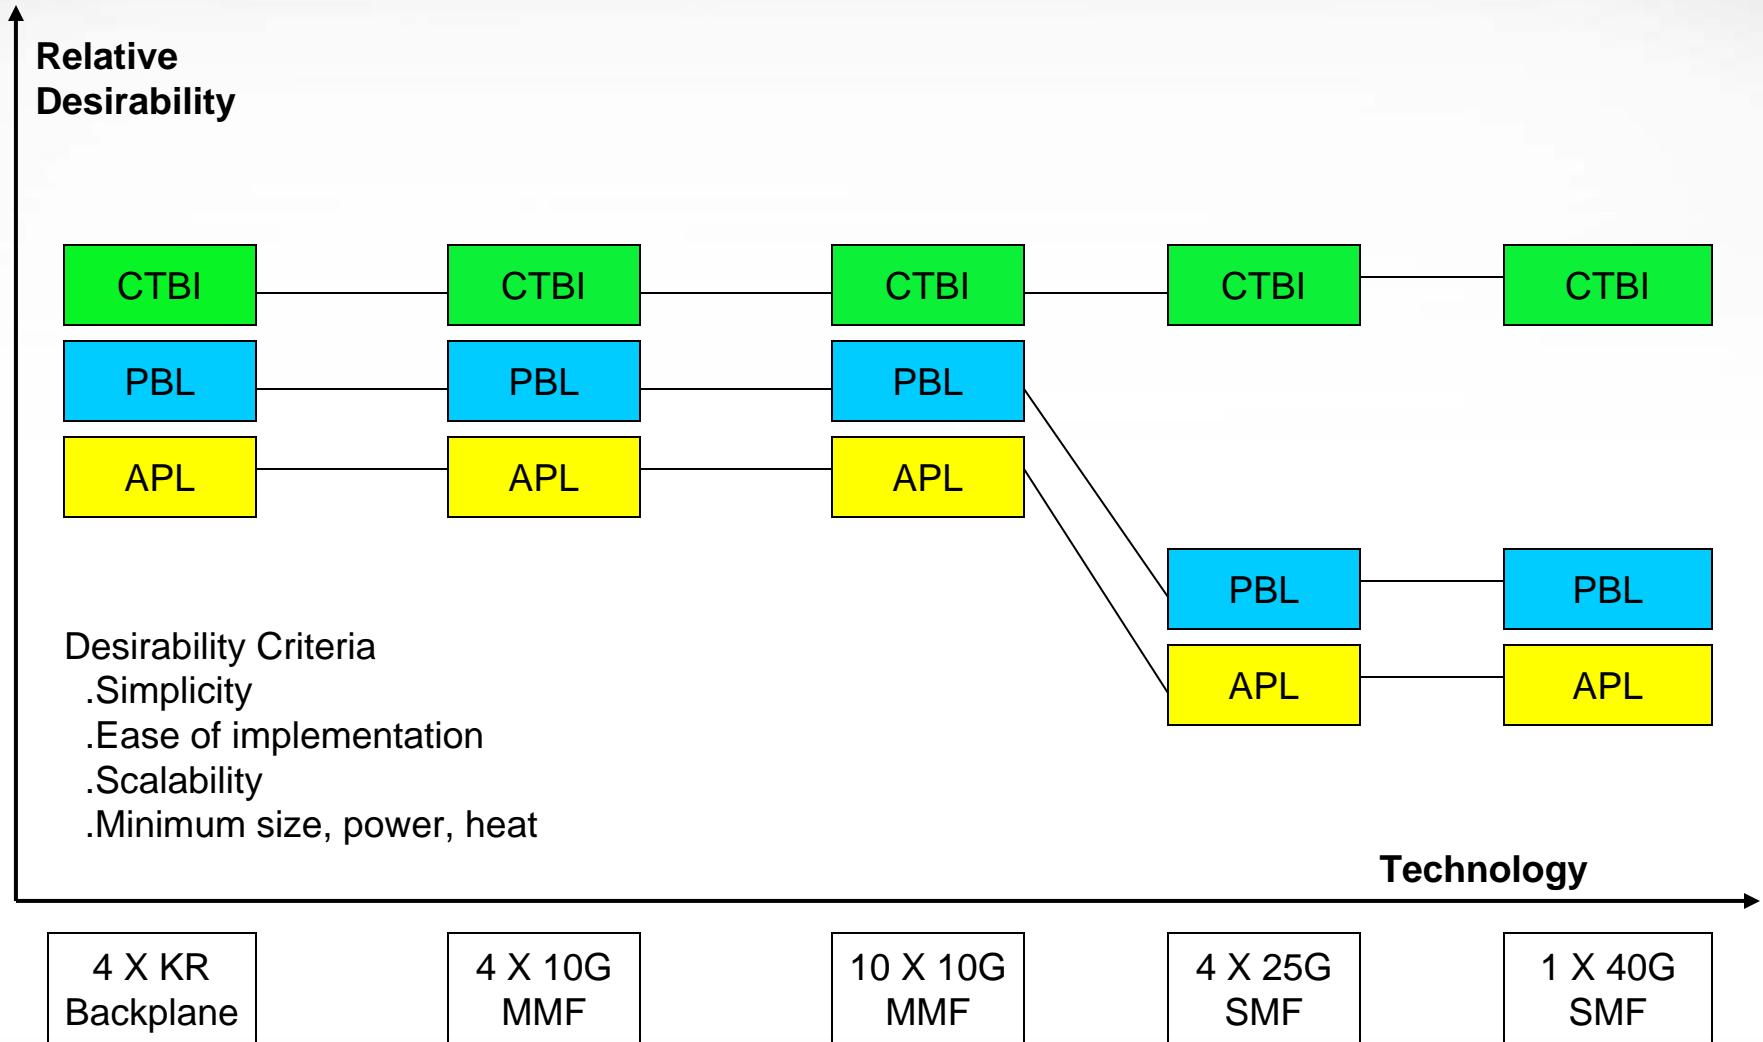 Relative
Desirability
CTBI
CTBI
CTBI
CTBI
CTBI
PBL
PBL
PBL
APL
APL
APL
PBL
PBL
APL
APL
Desirability Criteria
.Simplicity
.Ease of implementation
.Scalability
.Minimum size, power, heat
Technology
4 X KR
Backplane
4 X 10G
MMF
10 X 10G
MMF
4 X 25G
SMF
1 X 40G
SMF